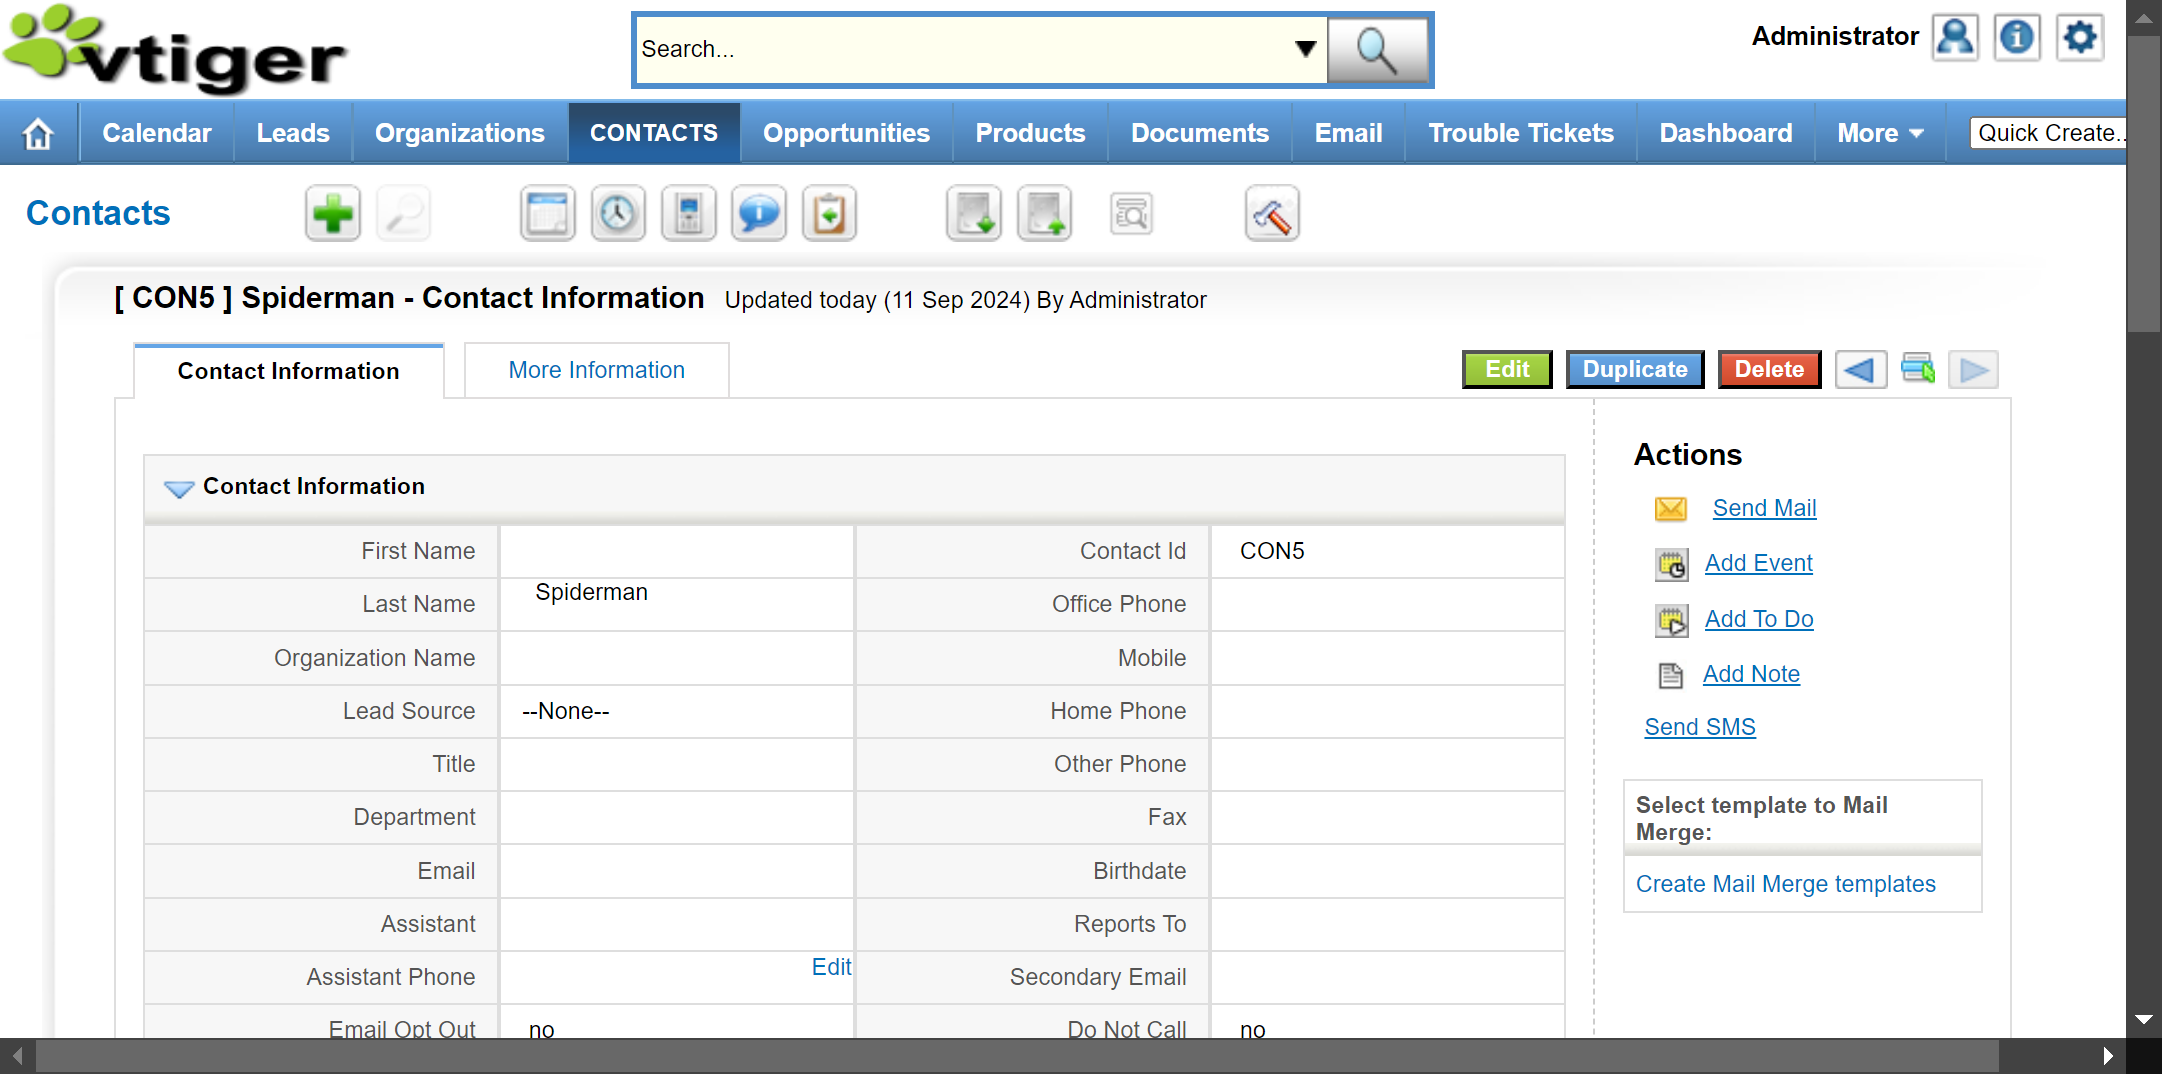 vtiger
Search...
Administrator
Calendar
Leads
Organizations
CONTACTS
Opportunities
Products
Documents
Email
Trouble Tickets
Dashboard
More
Quick Create..
Contacts
[ CON5 ] Spiderman - Contact Information Updated today (11 Sep 2024) By Administrator
Contact Information
More Information
Edit
Duplicate
Delete
Contact Information
First Name
Contact Id CON5
Last Name Spiderman
Office Phone
Organization Name
Mobile
Lead Source --None--
Home Phone
Title
Other Phone
Department
Fax
Email
Birthdate
Assistant
Reports To
Assistant Phone Edit
Secondary Email
Email Opt Out no
Do Not Call no
Actions
Send Mail
Add Event
Add To Do
Add Note
Send SMS
Select template to Mail
Merge:
Create Mail Merge templates